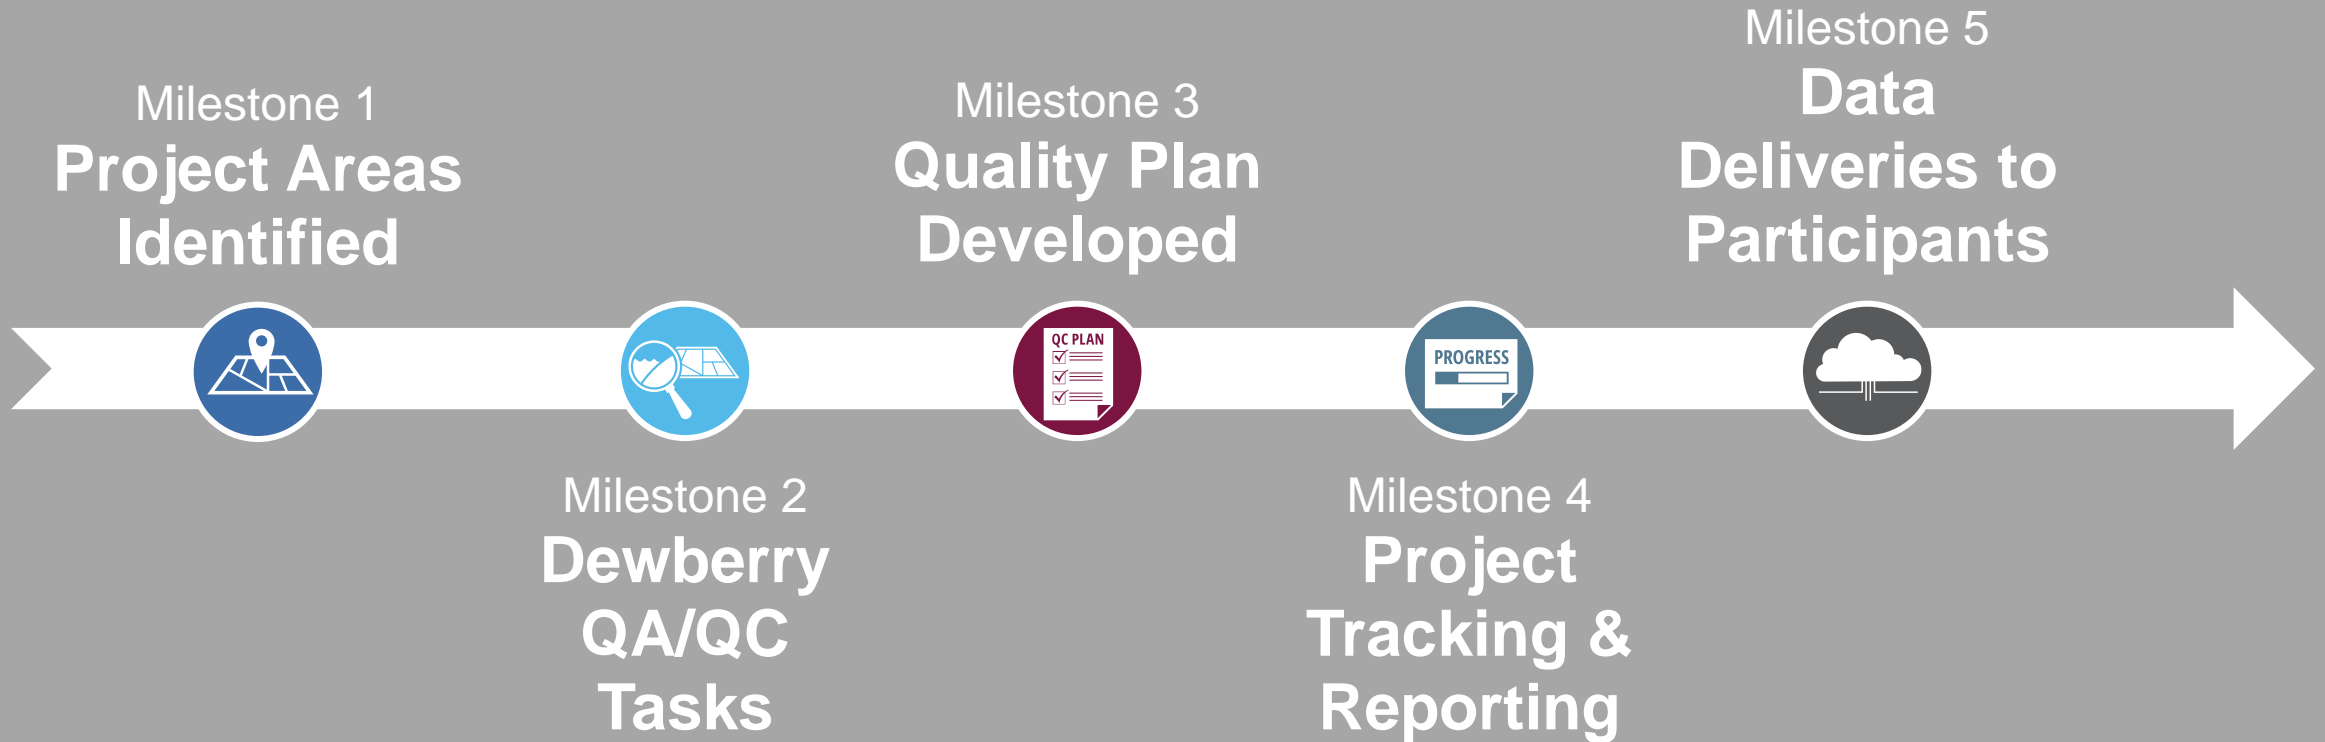 Milestone 1
Project Areas
Identified
Milestone 2
Dewberry
QA/QC
Tasks
Milestone 3
Quality Plan
Developed
QC PLAN
Milestone 4
Project
Tracking &
Reporting
PROGRESS
Milestone 5
Data
Deliveries to
Participants